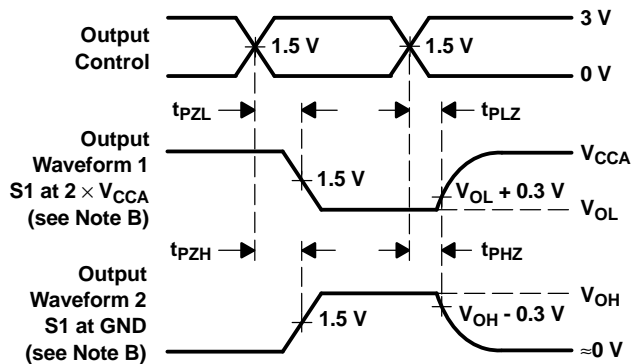 3 V
Output
Control
1.5 V
1.5 V
0 V
tPZL
tPLZ
Output
Waveform 1
S1 at 2 × VCCA
(see Note B)
VCCA
1.5 V
VOL + 0.3 V
VOL
tPZH
tPHZ
Output
Waveform 2
S1 at GND
(see Note B)
VOH
1.5 V
VOH - 0.3 V
≈0 V